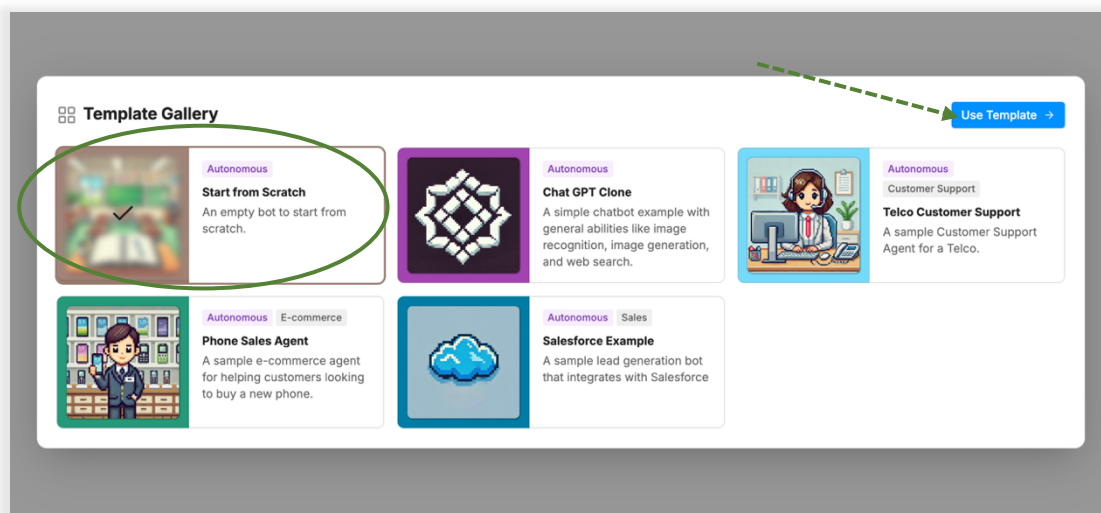 Template Gallery
Use Template →
Autonomous
Start from Scratch
An empty bot to start from
scratch.
Autonomous
Chat GPT Clone
A simple chatbot example with
general abilities like image
recognition, image generation,
and web search.
Autonomous
Customer Support
Telco Customer Support
A sample Customer Support
Agent for a Telco.
Autonomous E-commerce
Phone Sales Agent
A sample e-commerce agent
for helping customers looking
to buy a new phone.
Autonomous Sales
Salesforce Example
A sample lead generation bot
that integrates with Salesforce